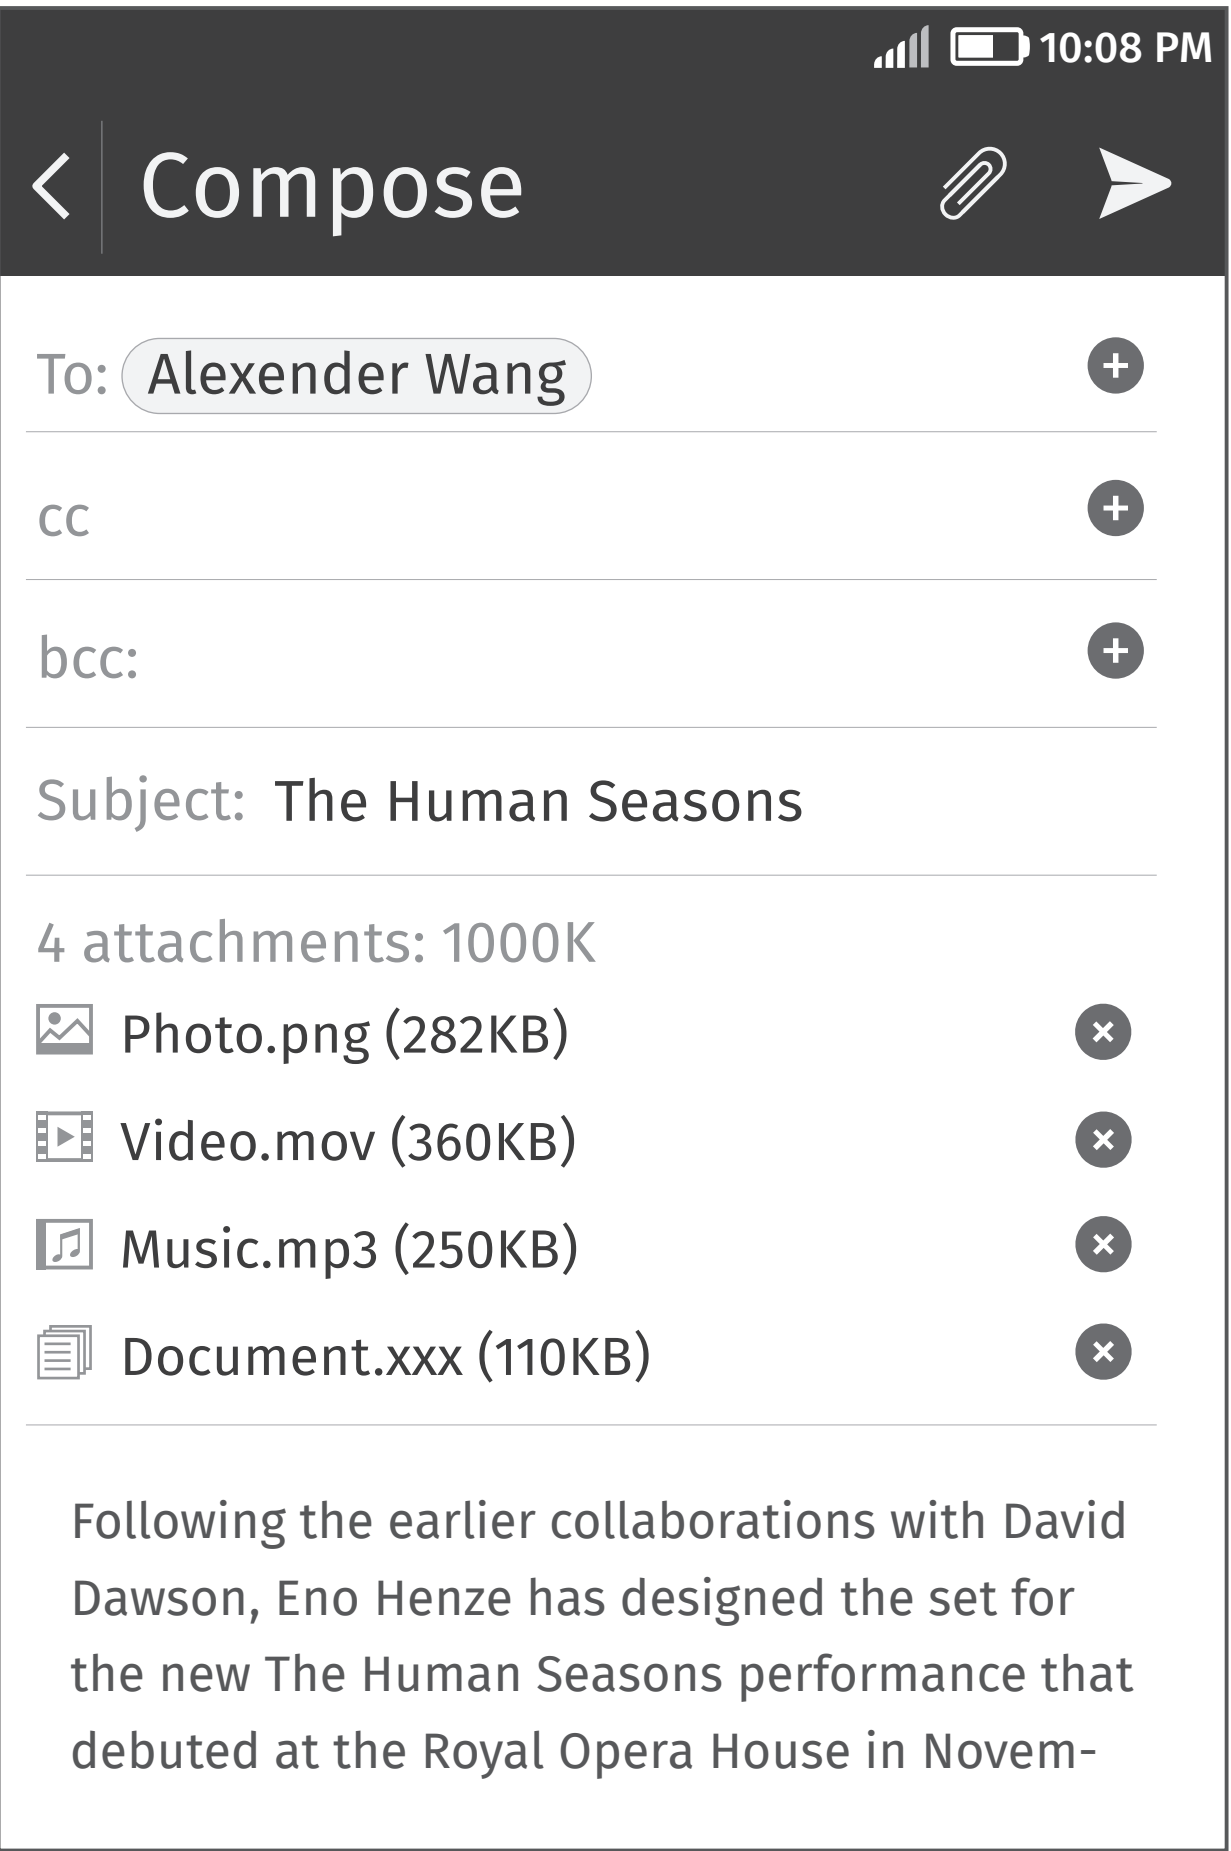 10:08 PM
Compose
To: Alexender Wang
cc
bcc:
Subject: The Human Seasons
4 attachments: 1000K
Photo.png (282KB)
Video.mov (360KB)
Music.mp3 (250KB)
Document.xxx (110KB)
Following the earlier collaborations with David
Dawson, Eno Henze has designed the set for
the new The Human Seasons performance that
debuted at the Royal Opera House in Novem-